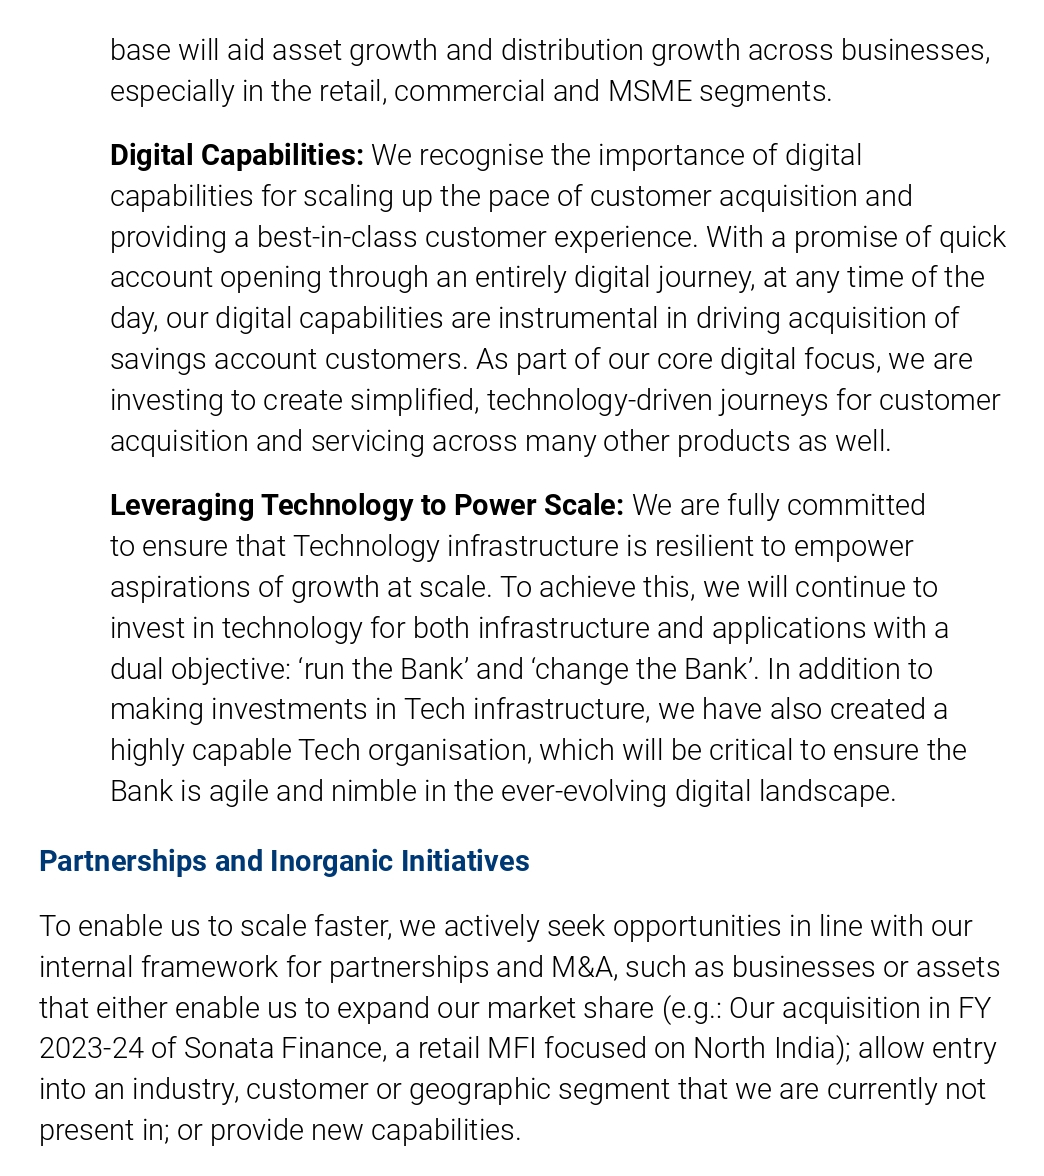 base will aid asset growth and distribution growth across businesses,
especially in the retail, commercial and MSME segments.
Digital Capabilities: We recognise the importance of digital
capabilities for scaling up the pace of customer acquisition and
providing a best-in-class customer experience. With a promise of quick
account opening through an entirely digital journey, at any time of the
day, our digital capabilities are instrumental in driving acquisition of
savings account customers. As part of our core digital focus, we are
investing to create simplified, technology-driven journeys for customer
acquisition and servicing across many other products as well.
Leveraging Technology to Power Scale: We are fully committed
to ensure that Technology infrastructure is resilient to empower
aspirations of growth at scale. To achieve this, we will continue to
invest in technology for both infrastructure and applications with a
dual objective: ‘run the Bank’ and ‘change the Bank’. In addition to
making investments in Tech infrastructure, we have also created a
highly capable Tech organisation, which will be critical to ensure the
Bank is agile and nimble in the ever-evolving digital landscape.
Partnerships and Inorganic Initiatives
To enable us to scale faster, we actively seek opportunities in line with our
internal framework for partnerships and M&A, such as businesses or assets
that either enable us to expand our market share (e.g.: Our acquisition in FY
2023-24 of Sonata Finance, a retail MFI focused on North India); allow entry
into an industry, customer or geographic segment that we are currently not
present in; or provide new capabilities.